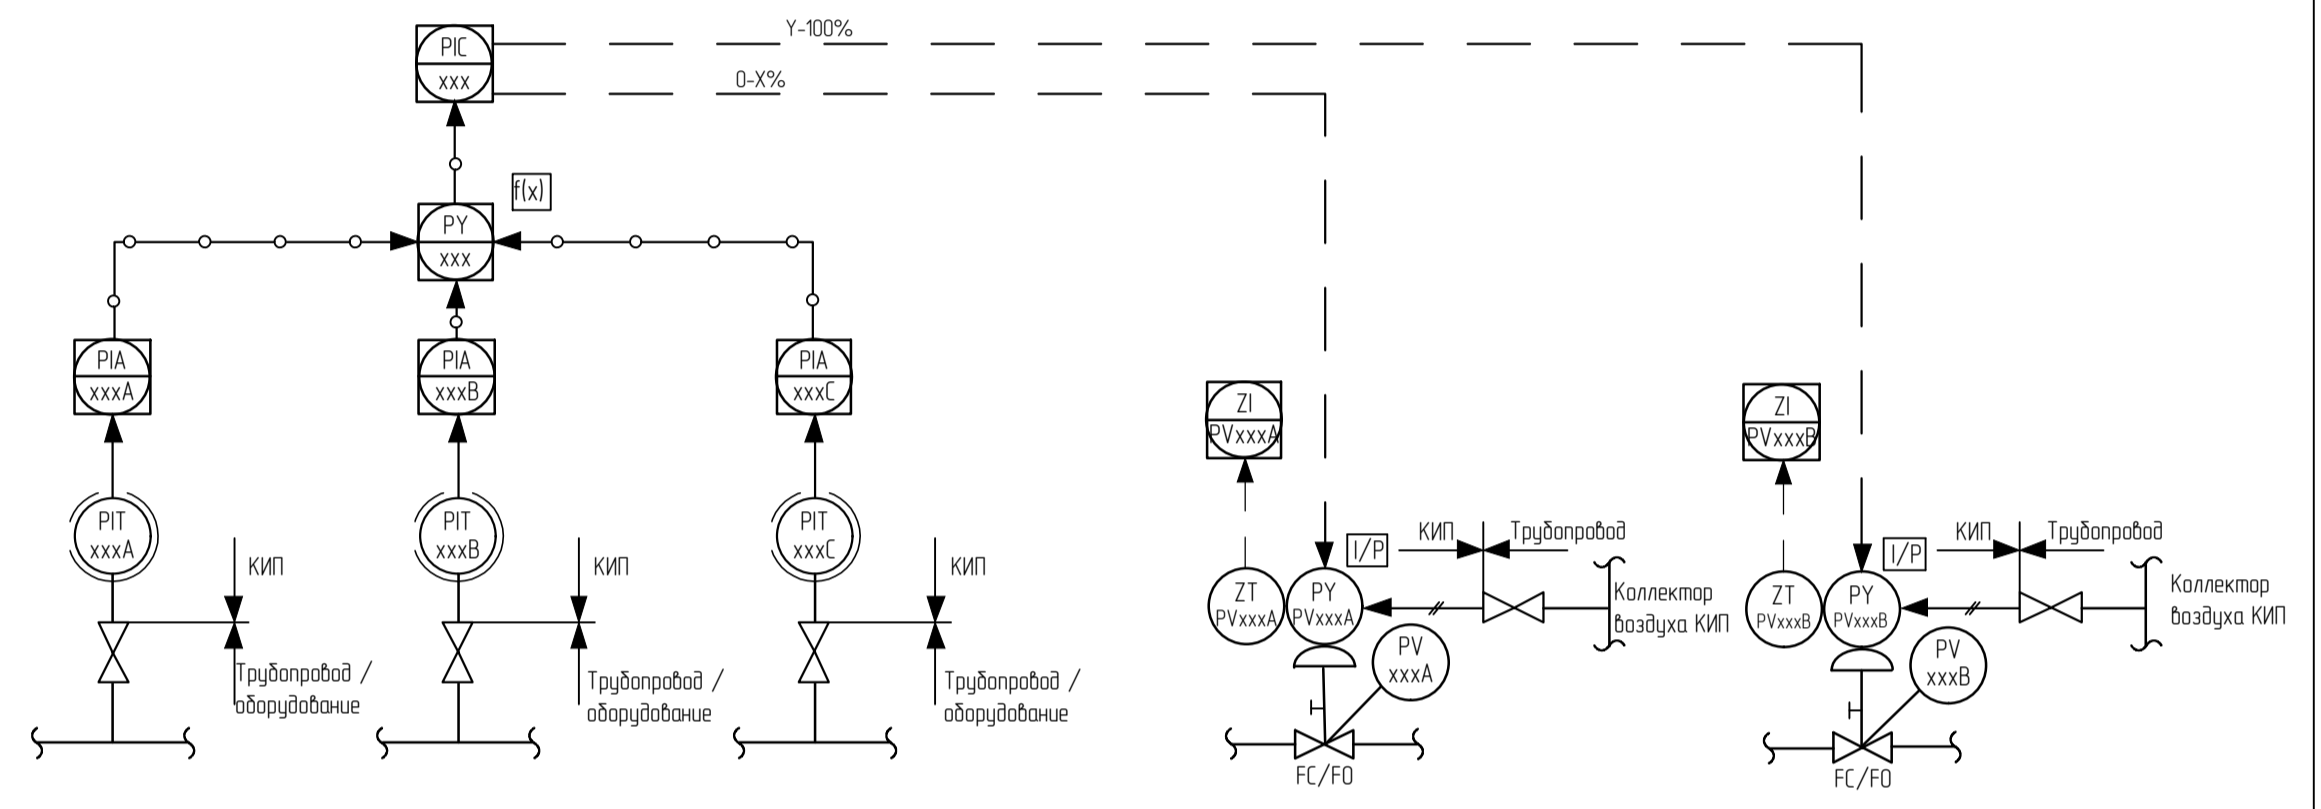 Y-100%
PIC
xxx
0-X%
f(x)
PY
xxx
PIA
xxxA
PIA
xxxB
PIA
xxxC
ZI
PVxxxA
ZI
PVxxxB
PIT
xxxA
PIT
xxxB
PIT
xxxC
КИП
КИП
КИП
I/P
КИП
Трубопровод
I/P
КИП
Трубопровод
ZT
PVxxxA
PY
PVxxxA
Коллектор
воздуха КИП
ZT
PVxxxB
PY
PVxxxB
Коллектор
воздуха КИП
PV
xxxA
PV
xxxB
Трубопровод /
оборудование
Трубопровод /
оборудование
Трубопровод /
оборудование
FC/FO
FC/FO